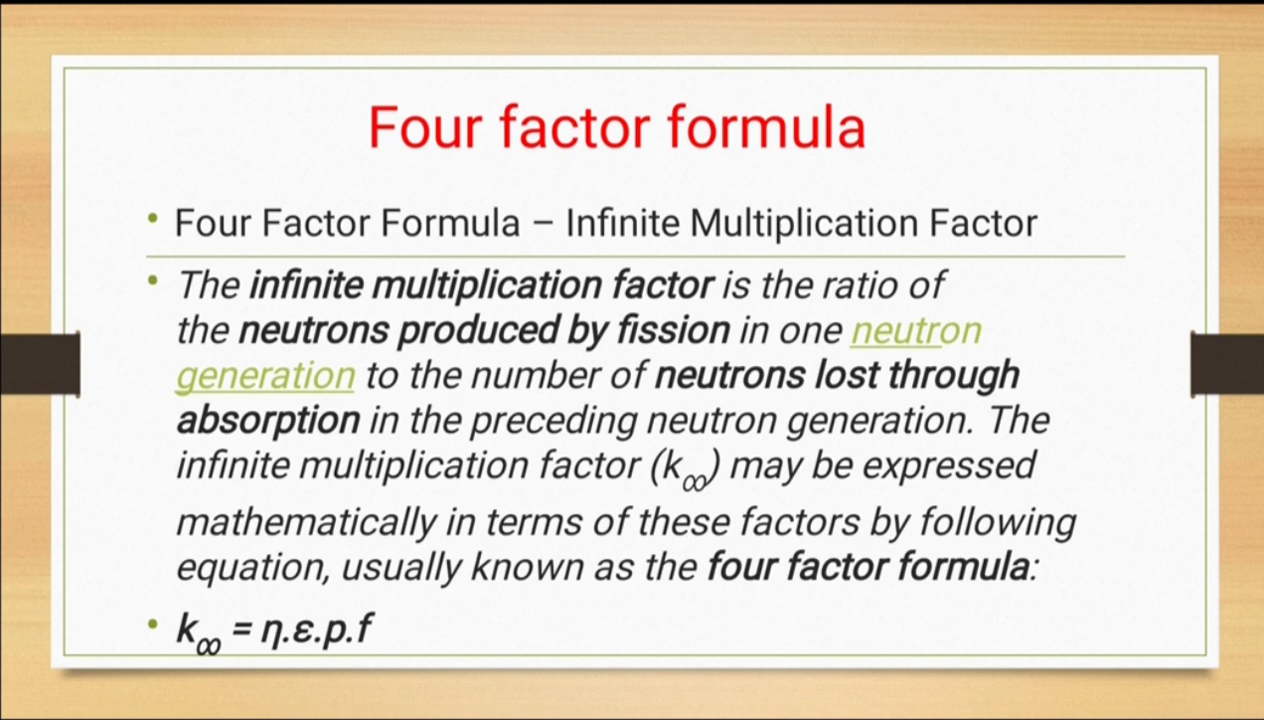 Four factor formula
• Four Factor Formula – Infinite Multiplication Factor
• The infinite multiplication factor is the ratio of
the neutrons produced by fission in one neutron
generation to the number of neutrons lost through
absorption in the preceding neutron generation. The
infinite multiplication factor (k∞) may be expressed
mathematically in terms of these factors by following
equation, usually known as the four factor formula:
• k∞ = η.ε.p.f